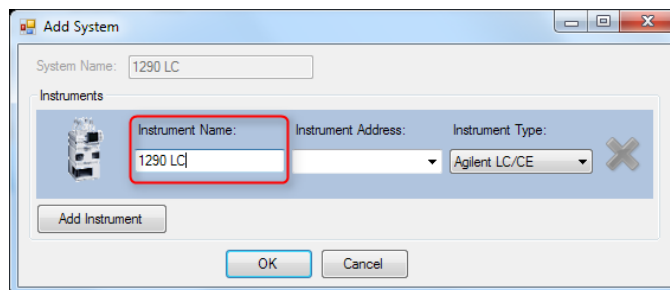 Add System
System Name: 1290 LC
Instruments
Instrument Name: Instrument Address: Instrument Type:
1290 LC Agilent LC/CE
Add Instrument
OK Cancel